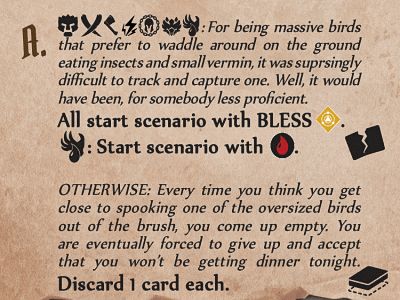 A.
: For being massive birds
that prefer to waddle around on the ground
eating insects and small vermin, it was suprsingly
difficult to track and capture one. Well, it would
have been, for somebody less proficient.
All start scenario with BLESS .
: Start scenario with .
OTHERWISE: Every time you think you get
close to spooking one of the oversized birds
out of the brush, you come up empty. You
are eventually forced to give up and accept
that you won't be getting dinner tonight.
Discard 1 card each.